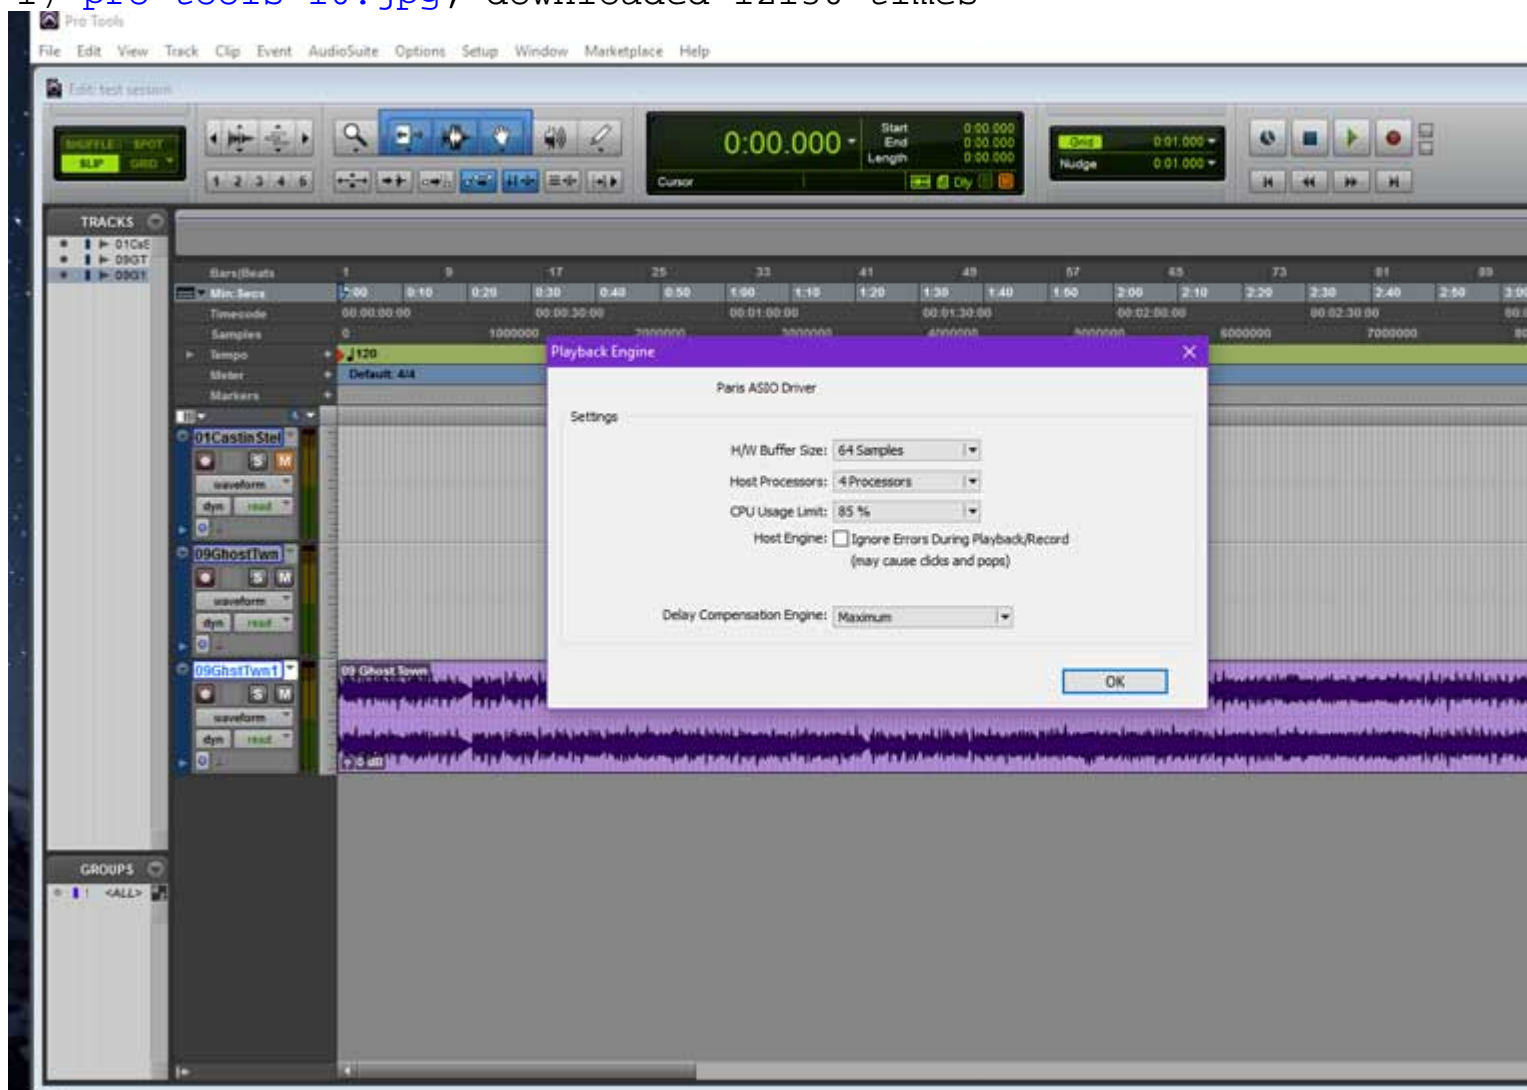 Pro Tools
File Edit View Track Clip Event AudioSuite Options Setup Window Marketplace Help
Edit: test session
SHUFFLE SPOT
SLIP GRID
1 2 3 4 5
0:00.000
Start 0:00.000
End 0:00.000
Length 0:00.000
Cursor
Dly
Grid 0:01.000
Nudge 0:01.000
TRACKS
01CaS
09GT
09GT
Bars|Beats 1 9 17 25 33 41 49 57 65 73 81 89
Min:Secs 0:00 0:10 0:20 0:30 0:40 0:50 1:00 1:10 1:20 1:30 1:40 1:50 2:00 2:10 2:20 2:30 2:40 2:50 3:00
Timecode 00:00:00:00 00:00:30:00 00:01:00:00 00:01:30:00 00:02:00:00 00:02:30:00
Samples 0 1000000 2000000 3000000 4000000 5000000 6000000 7000000
Tempo 120
Meter Default: 4/4
Markers
Playback Engine
Paris ASIO Driver
Settings
H/W Buffer Size: 64 Samples
Host Processors: 4 Processors
CPU Usage Limit: 85 %
Host Engine: Ignore Errors During Playback/Record
(may cause clicks and pops)
Delay Compensation Engine: Maximum
OK
01CastinStel
S M
waveform
dyn read
09GhostTwn
S M
waveform
dyn read
09GhstTwn1
S M
waveform
dyn read
09 Ghost Town
0 dB
GROUPS
! <ALL>